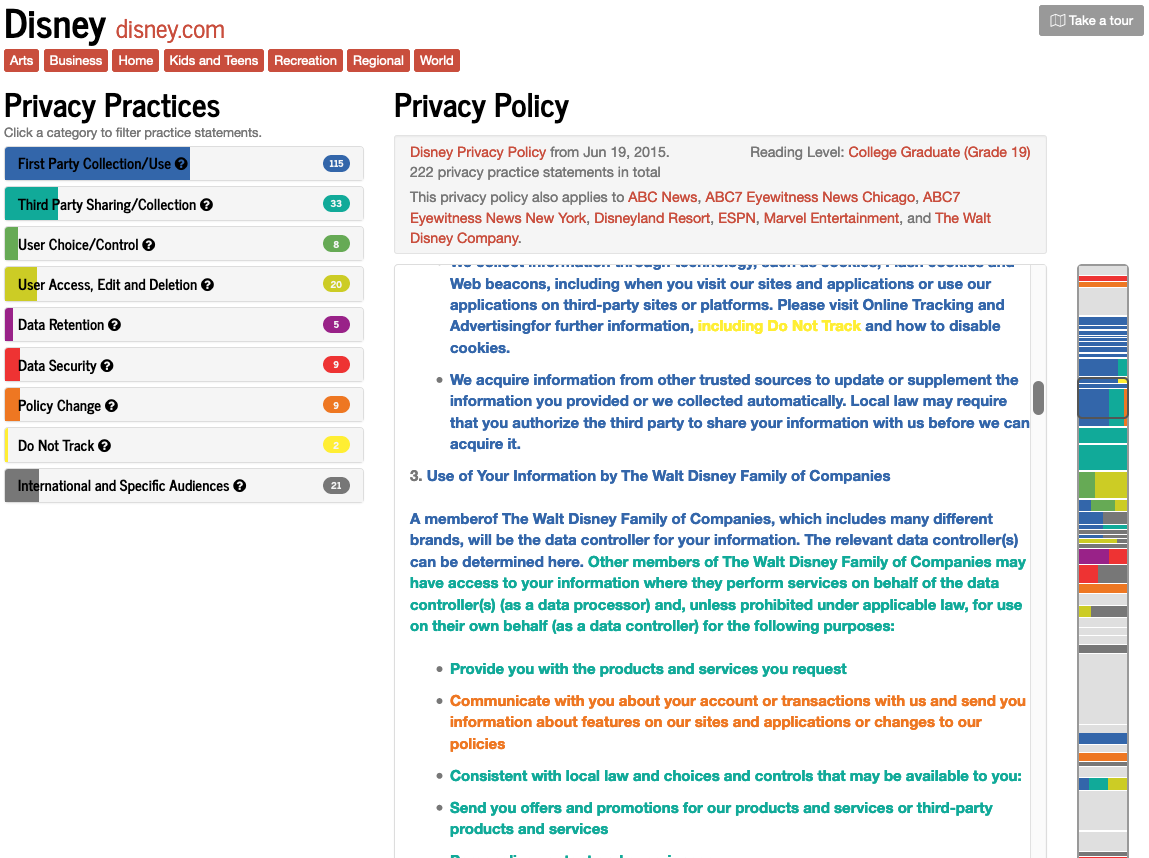 Disney disney.com
Take a tour
Arts Business Home Kids and Teens Recreation Regional World
Privacy Practices
Click a category to filter practice statements.
First Party Collection/Use 115
Third Party Sharing/Collection 33
User Choice/Control 8
User Access, Edit and Deletion 20
Data Retention 5
Data Security 9
Policy Change 9
Do Not Track 2
International and Specific Audiences 21
Privacy Policy
Disney Privacy Policy from Jun 19, 2015.
Reading Level: College Graduate (Grade 19)
222 privacy practice statements in total
This privacy policy also applies to ABC News, ABC7 Eyewitness News Chicago, ABC7
Eyewitness News New York, Disneyland Resort, ESPN, Marvel Entertainment, and The Walt
Disney Company.
We collect information through technology, such as cookies, Flash cookies and
Web beacons, including when you visit our sites and applications or use our
applications on third-party sites or platforms. Please visit Online Tracking and
Advertisingfor further information, including Do Not Track and how to disable
cookies.
We acquire information from other trusted sources to update or supplement the
information you provided or we collected automatically. Local law may require
that you authorize the third party to share your information with us before we can
acquire it.
3. Use of Your Information by The Walt Disney Family of Companies
A memberof The Walt Disney Family of Companies, which includes many different
brands, will be the data controller for your information. The relevant data controller(s)
can be determined here. Other members of The Walt Disney Family of Companies may
have access to your information where they perform services on behalf of the data
controller(s) (as a data processor) and, unless prohibited under applicable law, for use
on their own behalf (as a data controller) for the following purposes:
Provide you with the products and services you request
Communicate with you about your account or transactions with us and send you
information about features on our sites and applications or changes to our
policies
Consistent with local law and choices and controls that may be available to you:
Send you offers and promotions for our products and services or third-party
products and services